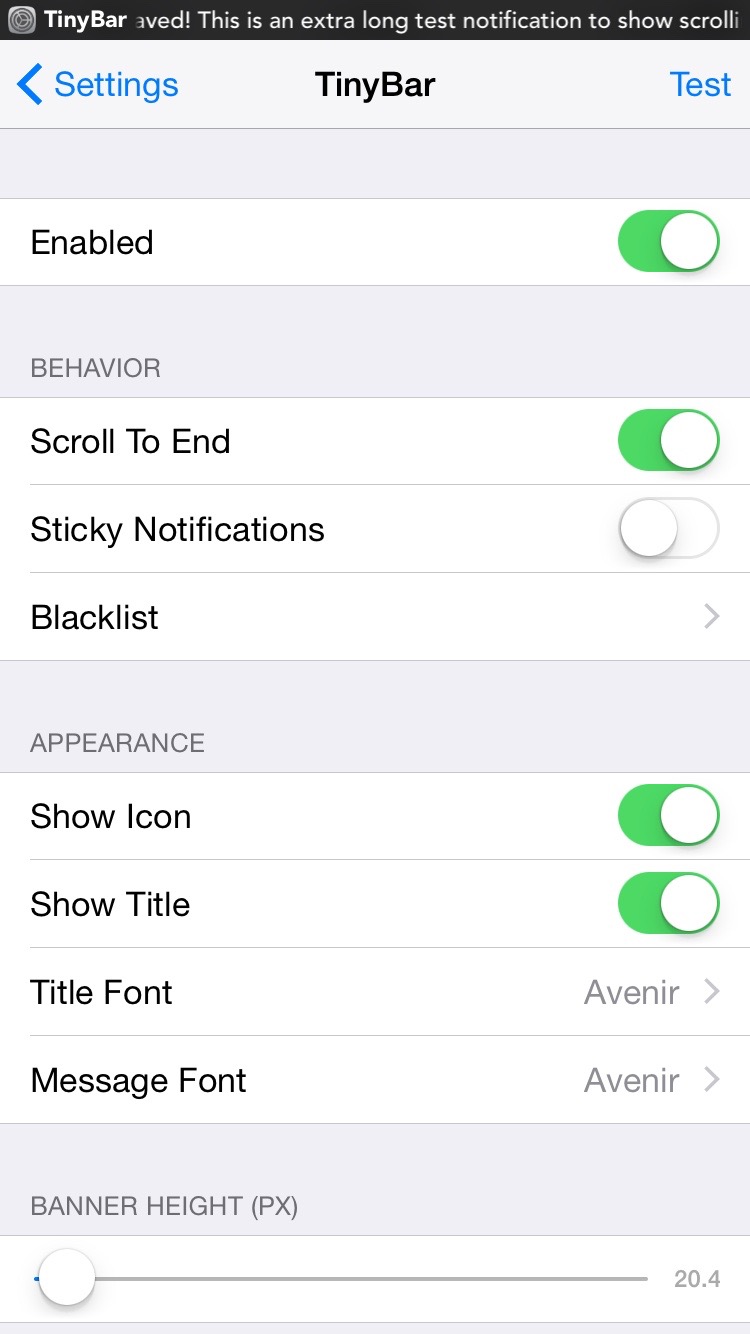 TinyBar aved! This is an extra long test notification to show scrolli
Settings TinyBar Test
Enabled
BEHAVIOR
Scroll To End
Sticky Notifications
Blacklist
APPEARANCE
Show Icon
Show Title
Title Font Avenir
Message Font Avenir
BANNER HEIGHT (PX)
20.4